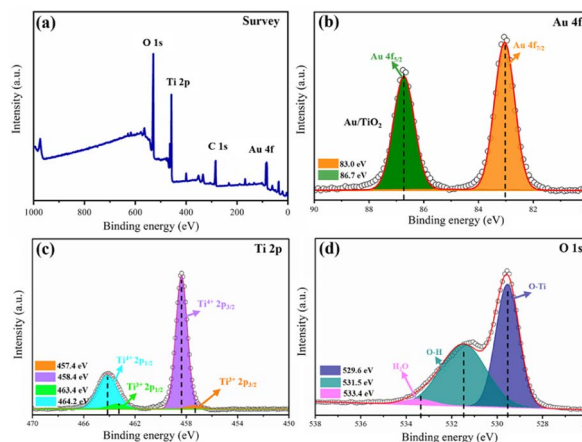 (a)
Survey
O 1s
Ti 2p
C 1s
Au 4f
Intensity (a.u.)
1000 800 600 400 200 0
Binding energy (eV)
(b)
Au 4f
Au 4f5/2
Au 4f7/2
Au/TiO2
83.0 eV
86.7 eV
Intensity (a.u.)
90 88 86 84 82
Binding energy (eV)
(c)
Ti 2p
Ti4+ 2p3/2
Ti4+ 2p1/2
Ti3+ 2p1/2
Ti3+ 2p3/2
457.4 eV
458.4 eV
463.4 eV
464.2 eV
Intensity (a.u.)
470 466 462 458 454 450
Binding energy (eV)
(d)
O 1s
O-Ti
O-H
H2O
529.6 eV
531.5 eV
533.4 eV
Intensity (a.u.)
538 536 534 532 530 528
Binding energy (eV)